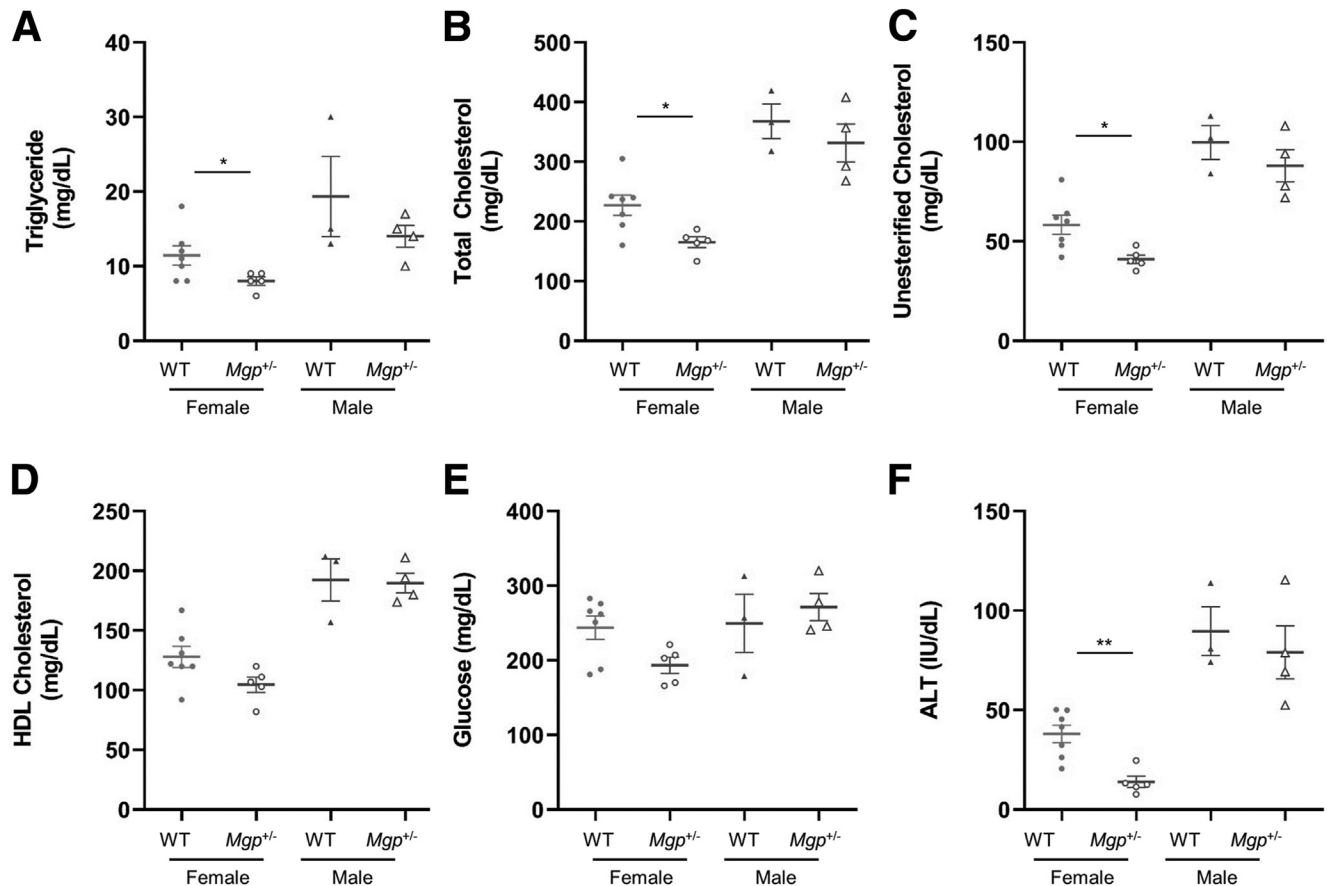 A
Triglyceride
(mg/dL)
40
30
20
10
0
*
WT Mgp+/- WT Mgp+/-
Female Male
B
Total Cholesterol
(mg/dL)
500
400
300
200
100
0
*
WT Mgp+/- WT Mgp+/-
Female Male
C
Unesterified Cholesterol
(mg/dL)
150
100
50
0
*
WT Mgp+/- WT Mgp+/-
Female Male
D
HDL Cholesterol
(mg/dL)
250
200
150
100
50
0
WT Mgp+/- WT Mgp+/-
Female Male
E
Glucose (mg/dL)
400
300
200
100
0
WT Mgp+/- WT Mgp+/-
Female Male
F
ALT (IU/dL)
150
100
50
0
**
WT Mgp+/- WT Mgp+/-
Female Male